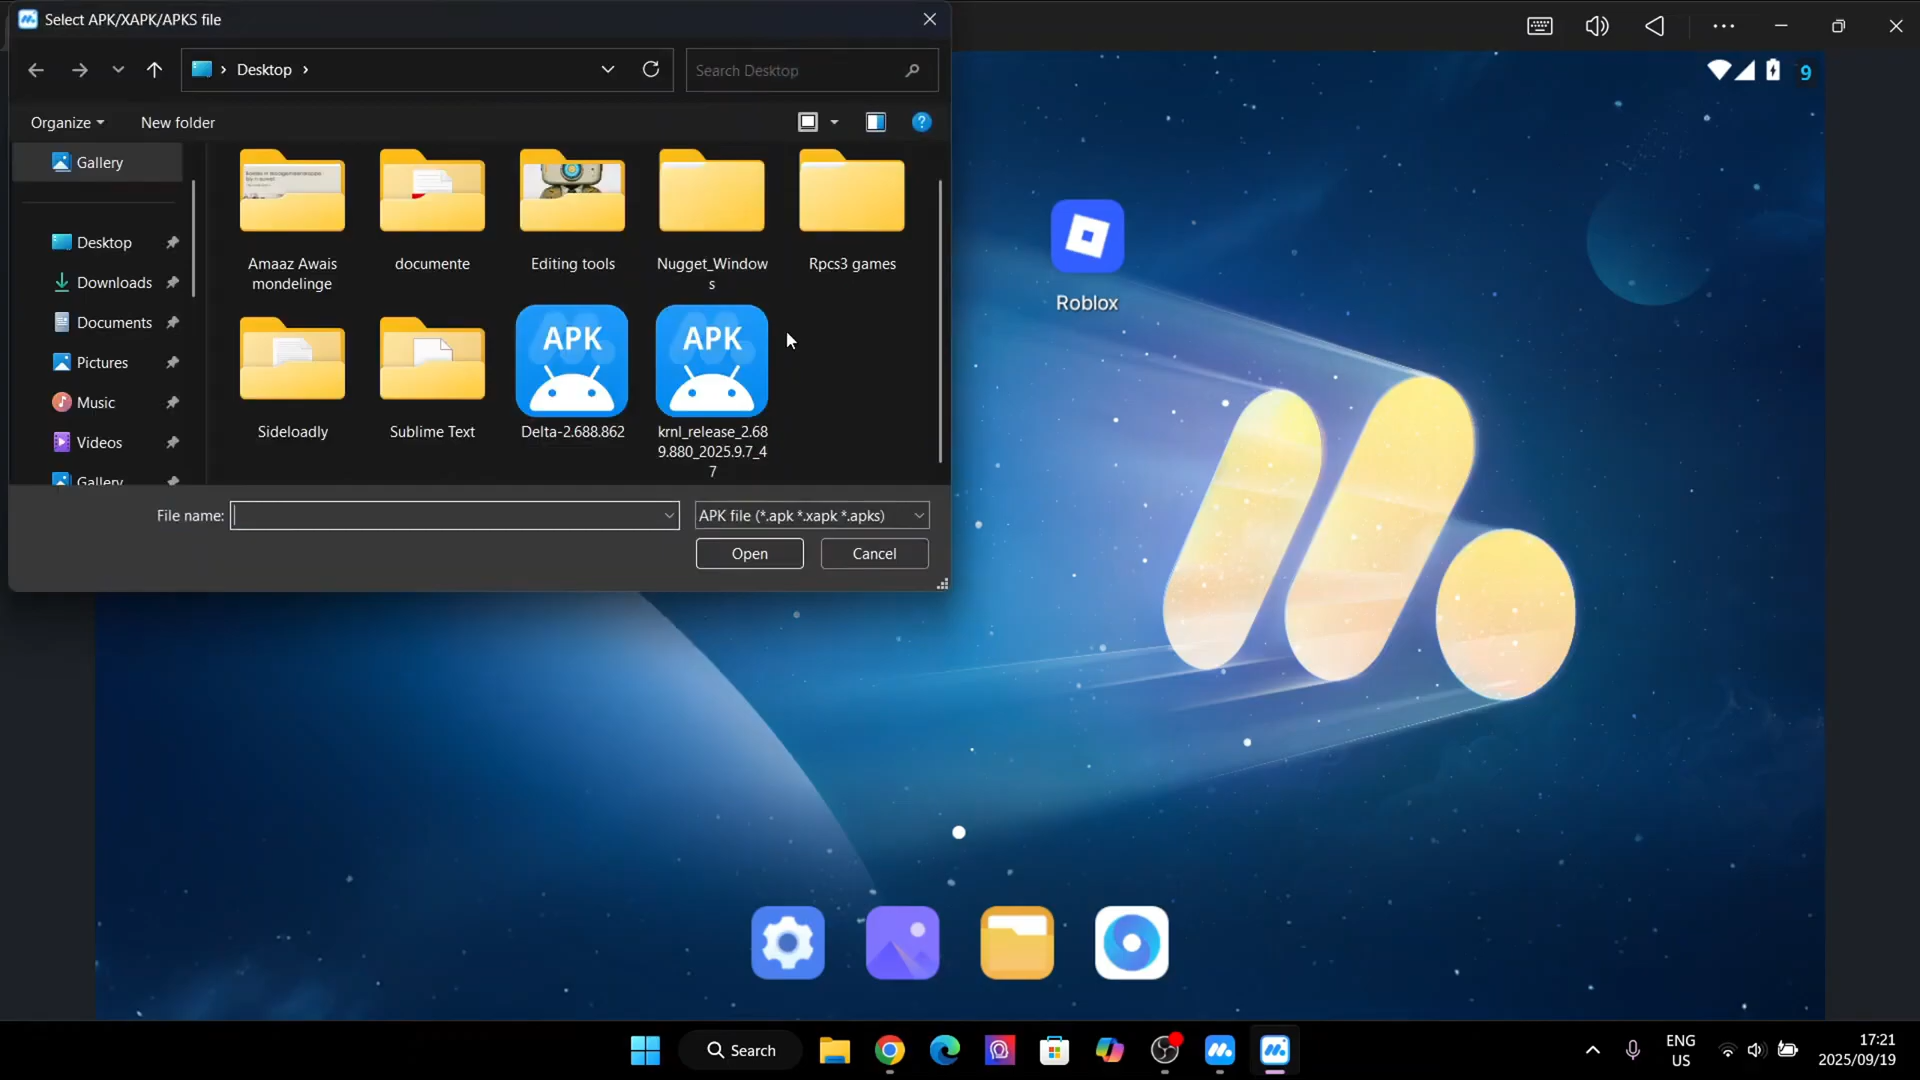 Select APK/XAPK/APKS file
Desktop
Search Desktop
Organize
New folder
Gallery
Desktop
Downloads
Documents
Pictures
Music
Videos
Gallery
Amaaz Awais
mondelinge
documente
Editing tools
Nugget_Window
s
Rpcs3 games
APK
APK
Sideloadly
Sublime Text
Delta-2.688.862
krnl_release_2.68
9.880_2025.9.7_4
7
File name:
APK file (*.apk *.xapk *.apks)
Open
Cancel
9
Roblox
Search
ENG
US
17:21
2025/09/19